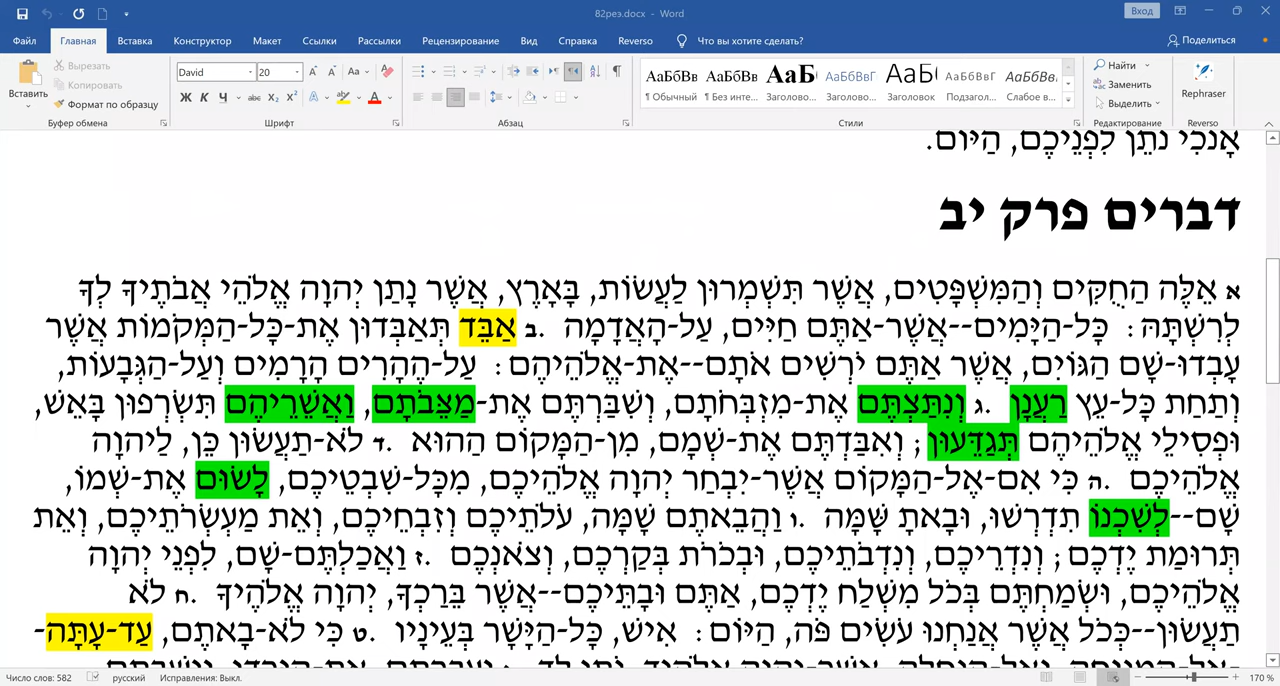 82рез.docx - Word
Вход
Файл Главная Вставка Конструктор Макет Ссылки Рассылки Рецензирование Вид Справка Reverso Что вы хотите сделать? Поделиться
Вставить
Вырезать
Копировать
Формат по образцу
Буфер обмена
David 20
Ж К Ч
Шрифт
Абзац
АаБбВв АаБбВв АаБ АаБбВвГ АаБ АаБбВвГ АаБбВв
¶ Обычный ¶ Без инте... Заголово... Заголово... Заголовок Подзагол... Слабое в...
Стили
Найти
Заменить
Выделить
Редактирование
Rephraser
Reverso
אָנֹכִי נֹתֵן לִפְנֵיכֶם, הַיּוֹם.
דברים פרק יב
א אֵלֶּה הַחֻקִּים וְהַמִּשְׁפָּטִים, אֲשֶׁר תִּשְׁמְרוּן לַעֲשׂוֹת, בָּאָרֶץ, אֲשֶׁר נָתַן יְהוָה אֱלֹהֵי אֲבֹתֶיךָ לְךָ
לְרִשְׁתָּהּ: כָּל-הַיָּמִים--אֲשֶׁר-אַתֶּם חַיִּים, עַל-הָאֲדָמָה. ב אַבֵּד תְּאַבְּדוּן אֶת-כָּל-הַמְּקֹמוֹת אֲשֶׁר
עָבְדוּ-שָׁם הַגּוֹיִם, אֲשֶׁר אַתֶּם יֹרְשִׁים אֹתָם--אֶת-אֱלֹהֵיהֶם: עַל-הֶהָרִים הָרָמִים וְעַל-הַגְּבָעוֹת,
וְתַחַת כָּל-עֵץ רַעֲנָן. ג וְנִתַּצְתֶּם אֶת-מִזְבְּחֹתָם, וְשִׁבַּרְתֶּם אֶת-מַצֵּבֹתָם, וַאֲשֵׁרֵיהֶם תִּשְׂרְפוּן בָּאֵשׁ,
וּפְסִילֵי אֱלֹהֵיהֶם תְּגַדֵּעוּן; וְאִבַּדְתֶּם אֶת-שְׁמָם, מִן-הַמָּקוֹם הַהוּא. ד לֹא-תַעֲשׂוּן כֵּן, לַיהוָה
אֱלֹהֵיכֶם. ה כִּי אִם-אֶל-הַמָּקוֹם אֲשֶׁר-יִבְחַר יְהוָה אֱלֹהֵיכֶם, מִכָּל-שִׁבְטֵיכֶם, לָשׂוּם אֶת-שְׁמוֹ,
שָׁם--לְשִׁכְנוֹ תִדְרְשׁוּ, וּבָאתָ שָּׁמָּה. ו וַהֲבֵאתֶם שָׁמָּה, עֹלֹתֵיכֶם וְזִבְחֵיכֶם, וְאֵת מַעְשְׂרֹתֵיכֶם, וְאֵת
תְּרוּמַת יֶדְכֶם; וְנִדְרֵיכֶם, וְנִדְבֹתֵיכֶם, וּבְכֹרֹת בְּקַרְכֶם, וְצֹאנְכֶם. ז וַאֲכַלְתֶּם-שָׁם, לִפְנֵי יְהוָה
אֱלֹהֵיכֶם, וּשְׂמַחְתֶּם בְּכֹל מִשְׁלַח יֶדְכֶם, אַתֶּם וּבָתֵּיכֶם--אֲשֶׁר בֵּרַכְךָ, יְהוָה אֱלֹהֶיךָ. ח לֹא
תַעֲשׂוּן--כְּכֹל אֲשֶׁר אֲנַחְנוּ עֹשִׂים פֹּה, הַיּוֹם: אִישׁ, כָּל-הַיָּשָׁר בְּעֵינָיו. ט כִּי לֹא-בָאתֶם, עַד-עָתָּה-
Число слов: 582 русский Исправления: Выкл. 170 %